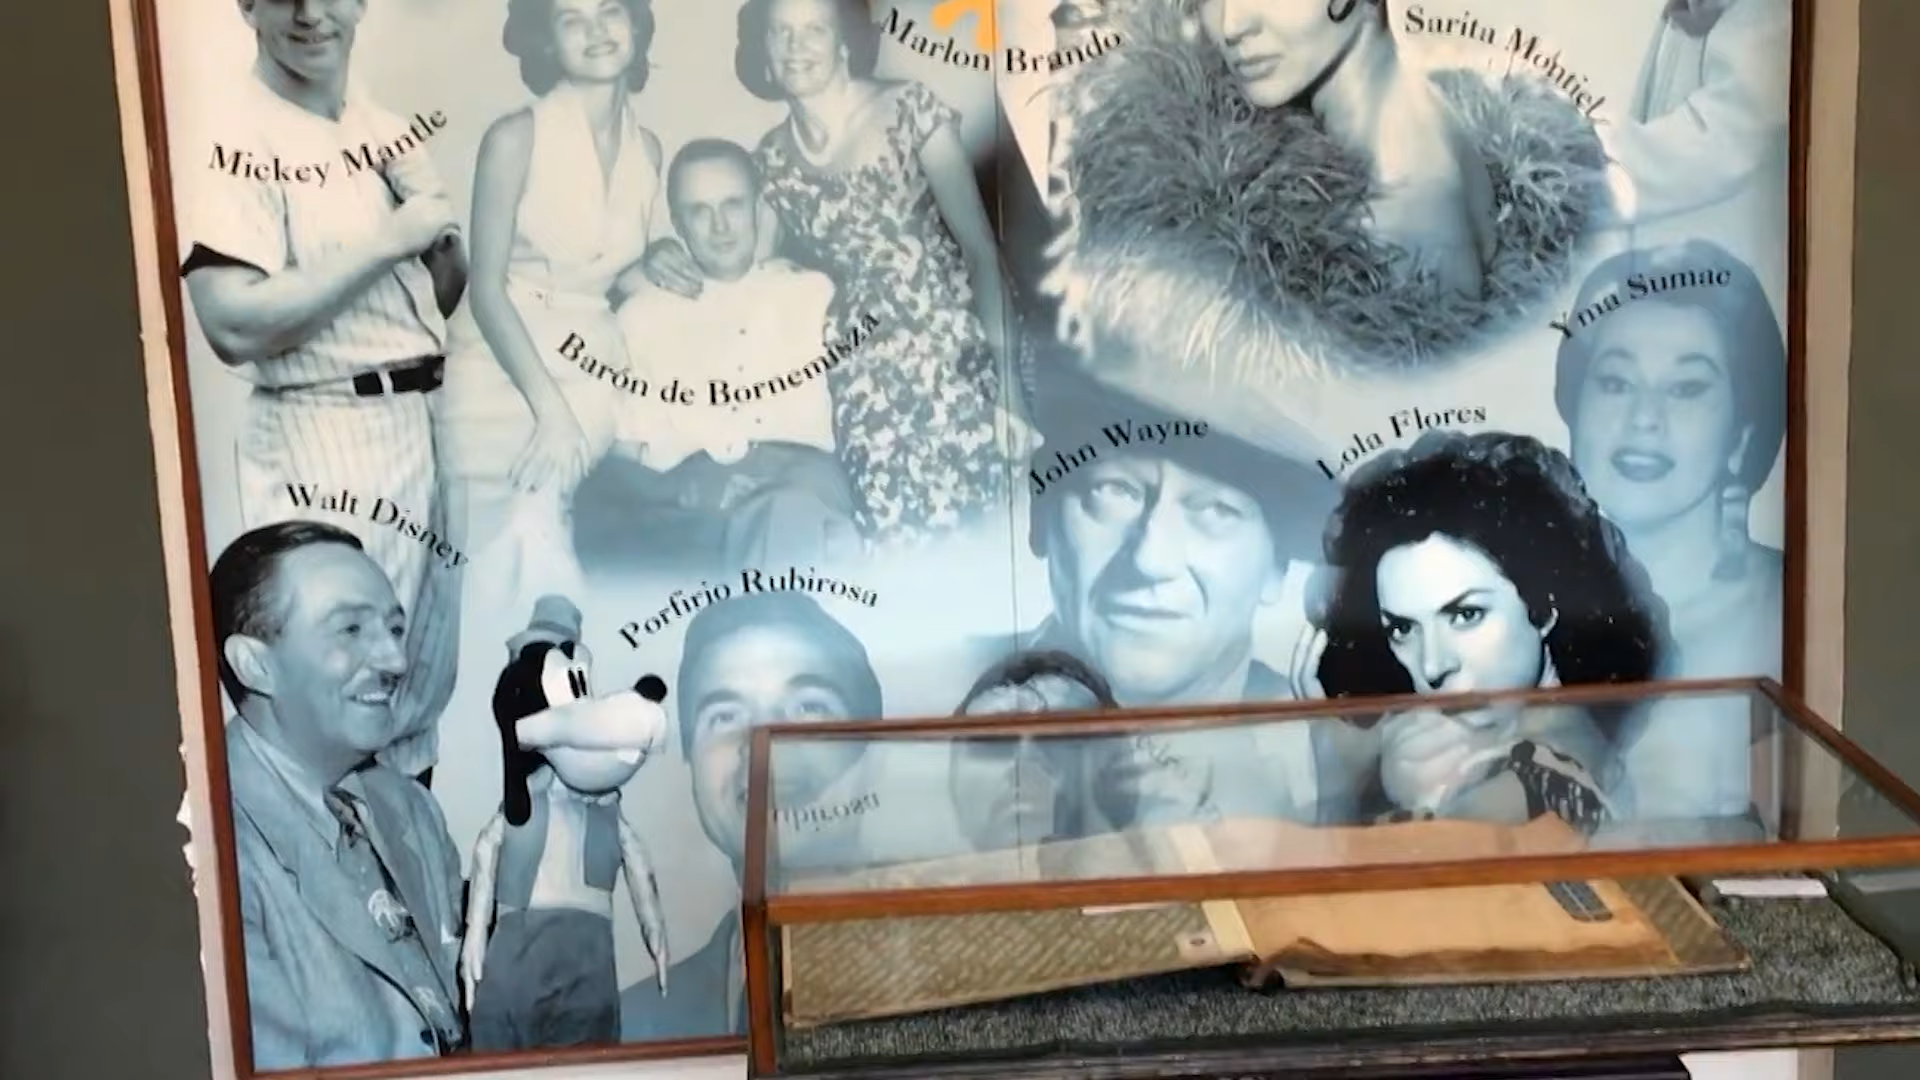 Marlon Brando
Sarita Montiel
Mickey Mantle
Yma Sumac
Barón de Bornemisza
John Wayne
Lola Flores
Walt Disney
Porfirio Rubirosa